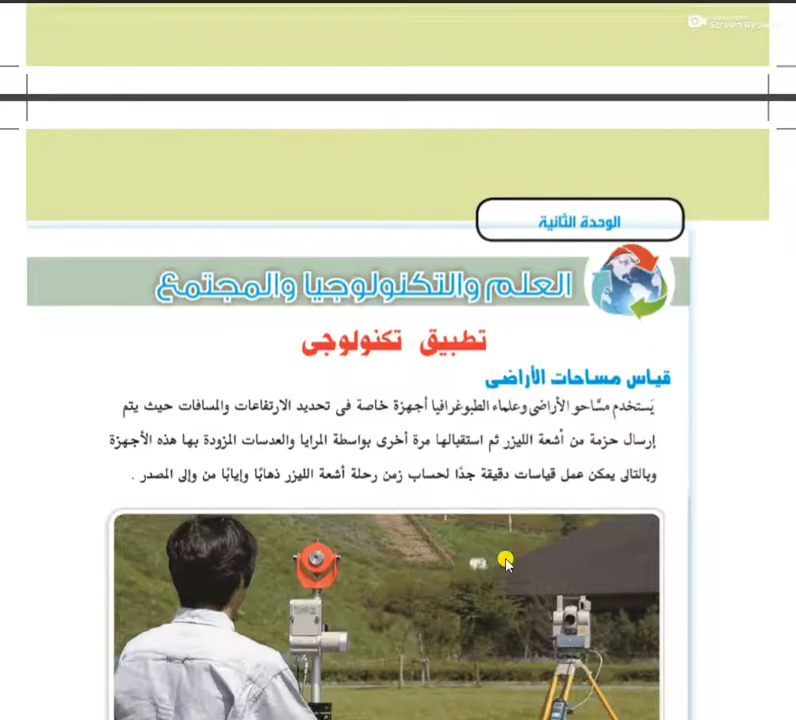 Screen Rec
الوحدة الثانية
العلم والتكنولوجيا والمجتمع
تطبيق تكنولوجى
قياس مساحات الأراضى
يَستخدم مسَّاحو الأراضى وعلماء الطبوغرافيا أجهزة خاصة فى تحديد الارتفاعات والمسافات حيث يتم
إرسال حزمة من أشعة الليزر ثم استقبالها مرة أخرى بواسطة المرايا والعدسات المزودة بها هذه الأجهزة
وبالتالى يمكن عمل قياسات دقيقة جدًا لحساب زمن رحلة أشعة الليزر ذهابًا وإيابًا من وإلى المصدر .